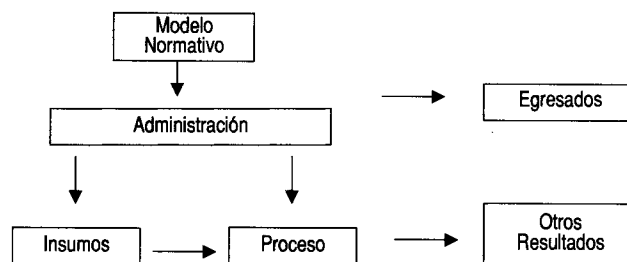 Modelo
Normativo
Egresados
Administración
Insumos
Proceso
Otros
Resultados